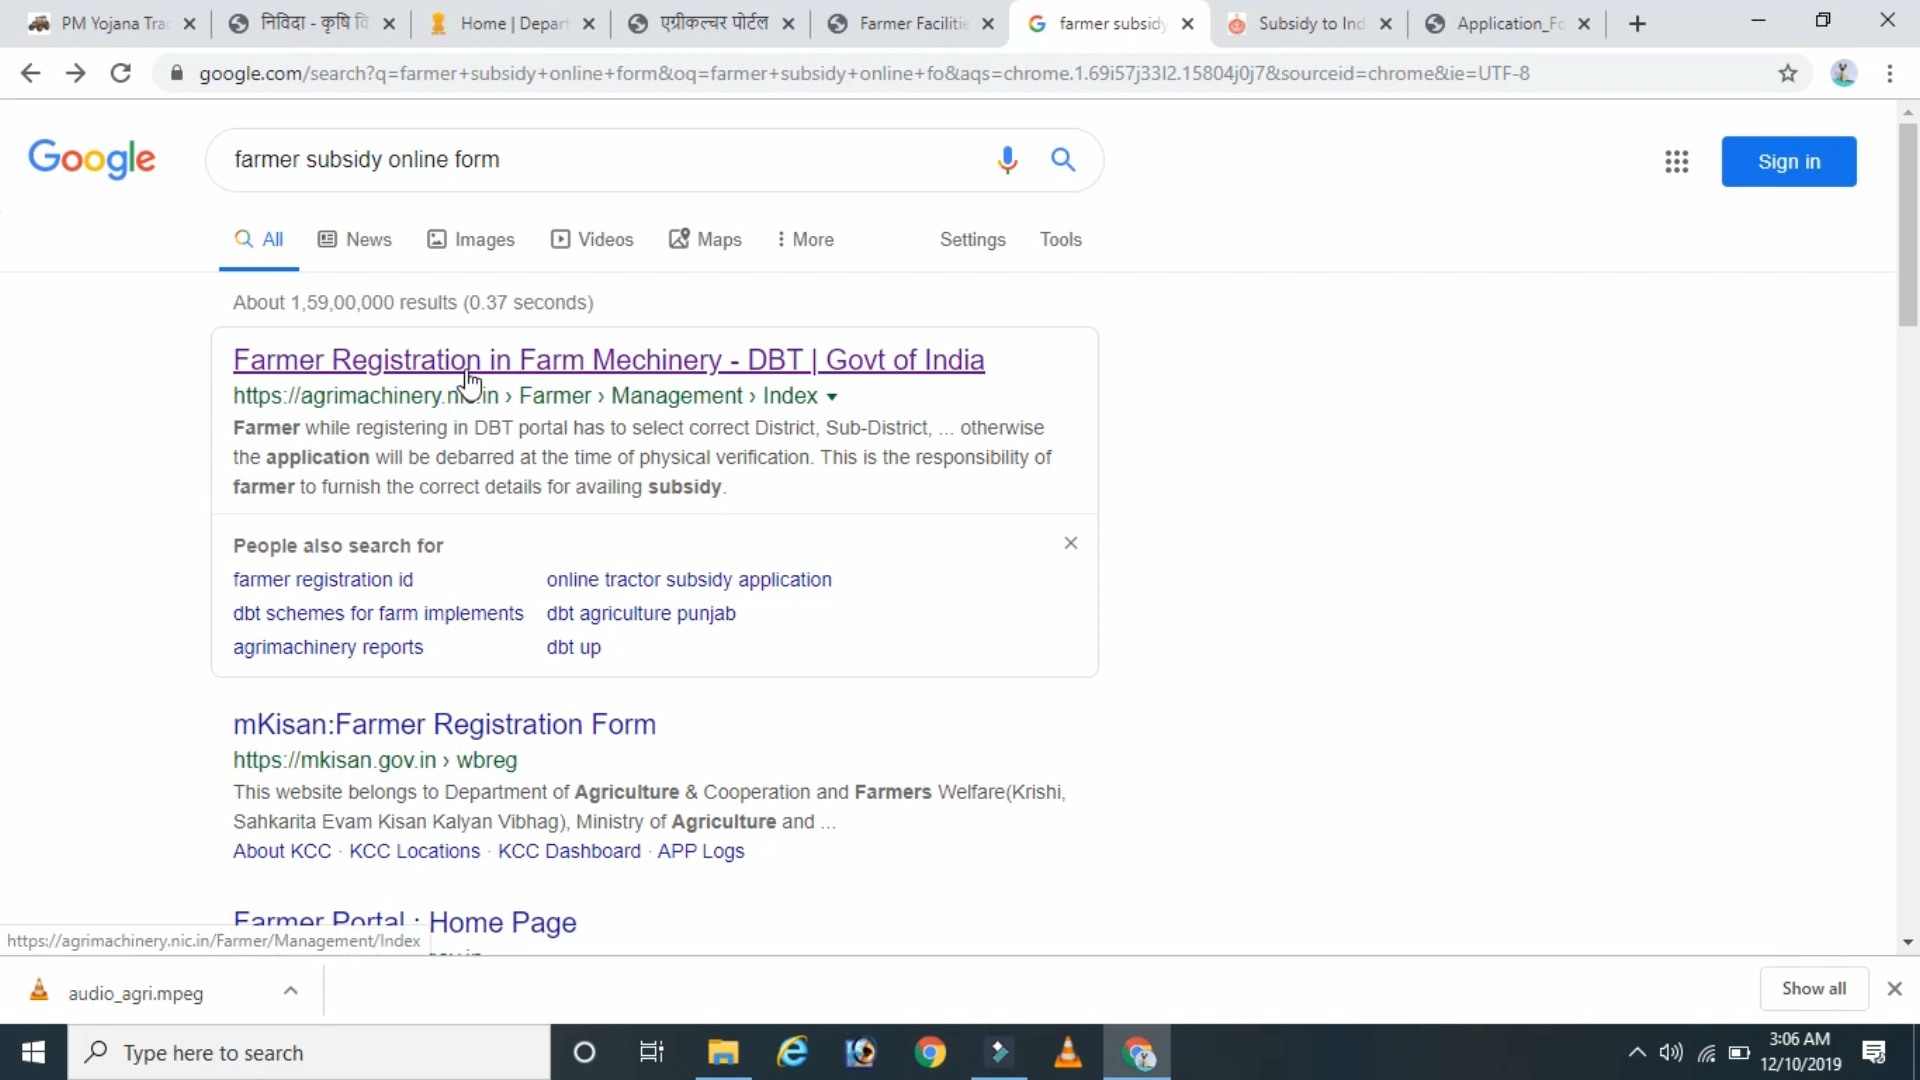 PM Yojana Trac
निविदा - कृषि वि
Home | Depart
एग्रीकल्चर पोर्टल
Farmer Facilitie
farmer subsidy
Subsidy to Ind
Application_Fo
google.com/search?q=farmer+subsidy+online+form&oq=farmer+subsidy+online+fo&aqs=chrome.1.69i57j33l2.15804j0j7&sourceid=chrome&ie=UTF-8
Google
farmer subsidy online form
Sign in
All News Images Videos Maps More Settings Tools
About 1,59,00,000 results (0.37 seconds)
Farmer Registration in Farm Mechinery - DBT | Govt of India
https://agrimachinery.nic.in › Farmer › Management › Index
Farmer while registering in DBT portal has to select correct District, Sub-District, ... otherwise
the application will be debarred at the time of physical verification. This is the responsibility of
farmer to furnish the correct details for availing subsidy.
People also search for
farmer registration id online tractor subsidy application
dbt schemes for farm implements dbt agriculture punjab
agrimachinery reports dbt up
mKisan:Farmer Registration Form
https://mkisan.gov.in › wbreg
This website belongs to Department of Agriculture & Cooperation and Farmers Welfare(Krishi,
Sahkarita Evam Kisan Kalyan Vibhag), Ministry of Agriculture and ...
About KCC · KCC Locations · KCC Dashboard · APP Logs
Farmer Portal : Home Page
https://agrimachinery.nic.in/Farmer/Management/Index
audio_agri.mpeg
Show all
Type here to search
3:06 AM
12/10/2019